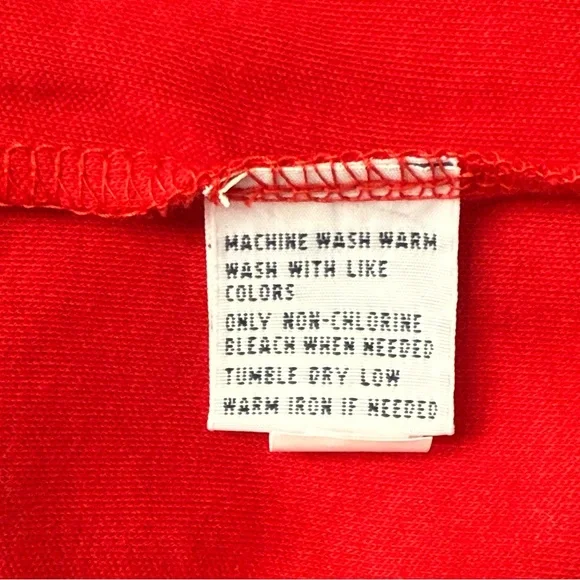 MACHINE WASH WARM
WASH WITH LIKE
COLORS
ONLY NON-CHLORINE
BLEACH WHEN NEEDED
TUMBLE DRY LOW
WARM IRON IF NEEDED